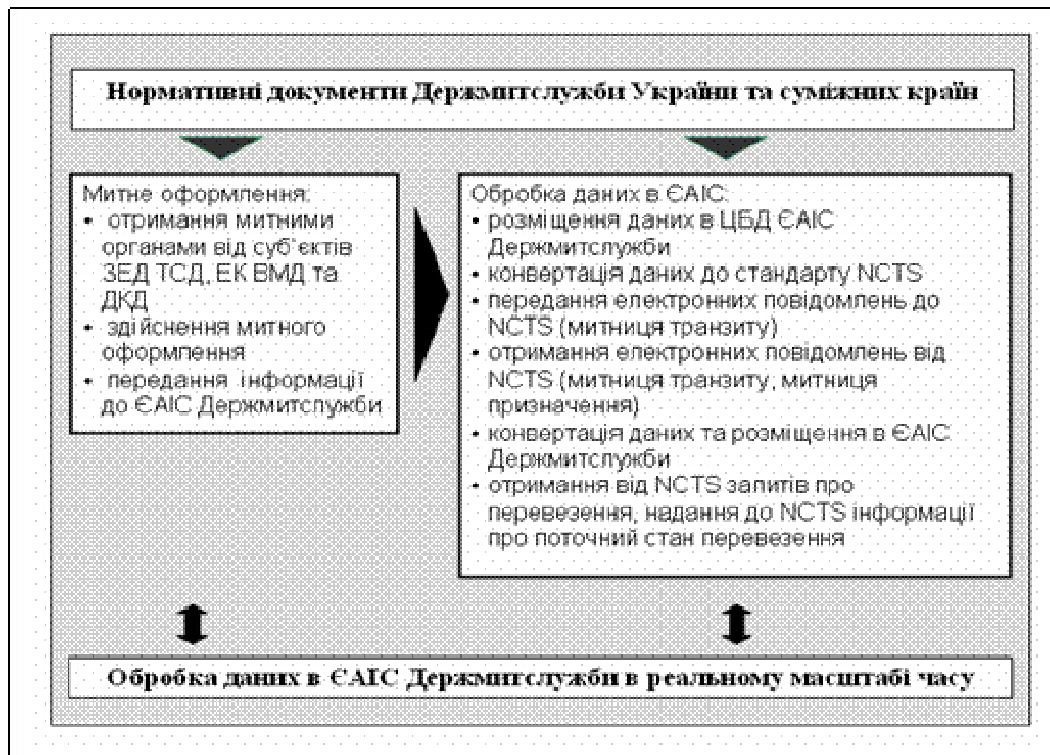 Нормативні документи Держмитслужби України та суміжних країн
Митне оформлення:
• отримання митними
органами від суб'єктів
ЗЕД ТСД, ЕК ВМД та
ДКД
• здійснення митного
оформлення
• передання інформації
до ЄАІС Держмитслужби
Обробка даних в ЄАІС:
• розміщення даних в ЦБД ЄАІС
Держмитслужби
• конвертація даних до стандарту NCTS
• передання електронних повідомлень до
NCTS (митниця транзиту)
• отримання електронних повідомлень від
NCTS (митниця транзиту, митниця
призначення)
• конвертація даних та розміщення в ЄАІС
Держмитслужби
• отримання від NCTS запитів про
перевезення, надання до NCTS інформації
про поточний стан перевезення
Обробка даних в ЄАІС Держмитслужби в реальному масштабі часу